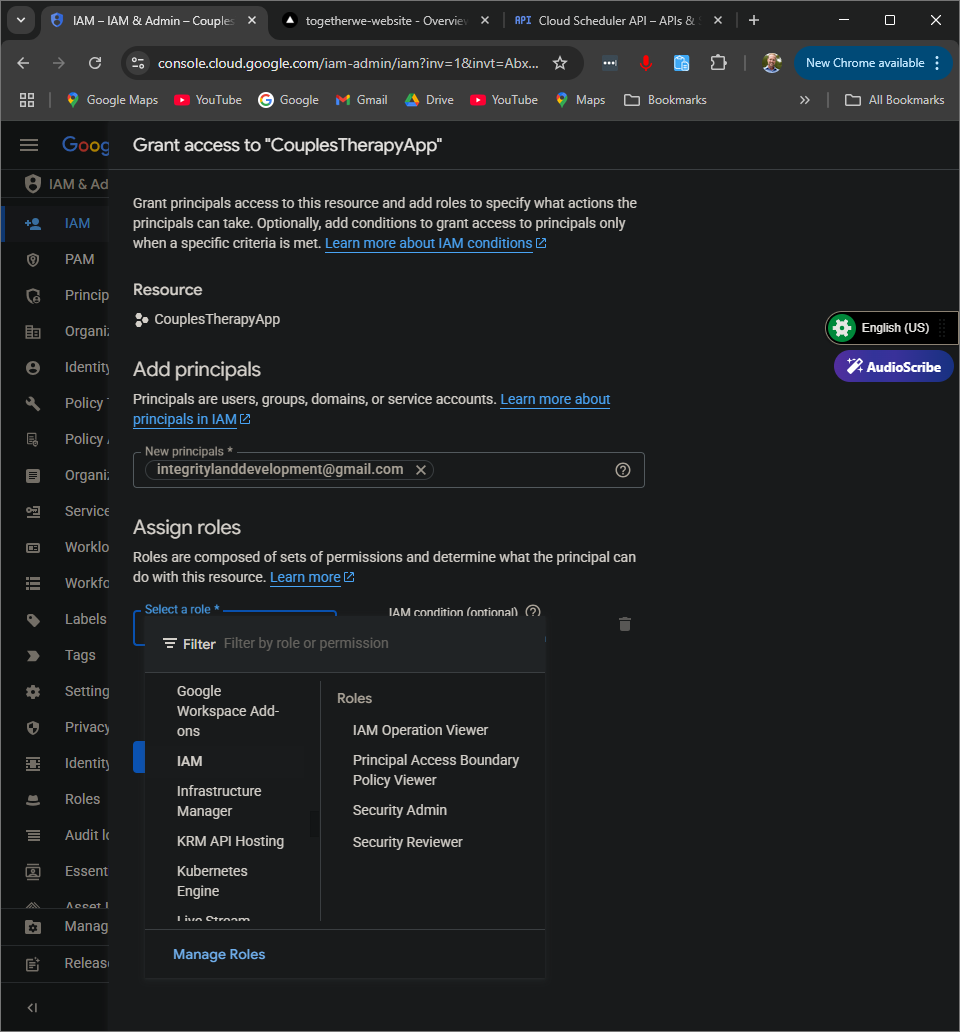 IAM – IAM & Admin – Couples
togetherwe-website - Overview
API Cloud Scheduler API – APIs & S
console.cloud.google.com/iam-admin/iam?inv=1&invt=Abx...
New Chrome available
Google Maps
YouTube
Google
Gmail
Drive
YouTube
Maps
Bookmarks
All Bookmarks
Goog
Grant access to "CouplesTherapyApp"
IAM & Ad
IAM
PAM
Princip
Organiz
Identity
Policy T
Policy A
Organiz
Service
Worklo
Workfo
Labels
Tags
Setting
Privacy
Identity
Roles
Audit lo
Essent
Asset I
Manag
Releas
Grant principals access to this resource and add roles to specify what actions the
principals can take. Optionally, add conditions to grant access to principals only
when a specific criteria is met. Learn more about IAM conditions
Resource
CouplesTherapyApp
English (US)
AudioScribe
Add principals
Principals are users, groups, domains, or service accounts. Learn more about
principals in IAM
New principals *
integritylanddevelopment@gmail.com
Assign roles
Roles are composed of sets of permissions and determine what the principal can
do with this resource. Learn more
Select a role *
IAM condition (optional)
Filter Filter by role or permission
Google
Workspace Add-
ons
IAM
Infrastructure
Manager
KRM API Hosting
Kubernetes
Engine
Live Stream
Roles
IAM Operation Viewer
Principal Access Boundary
Policy Viewer
Security Admin
Security Reviewer
Manage Roles